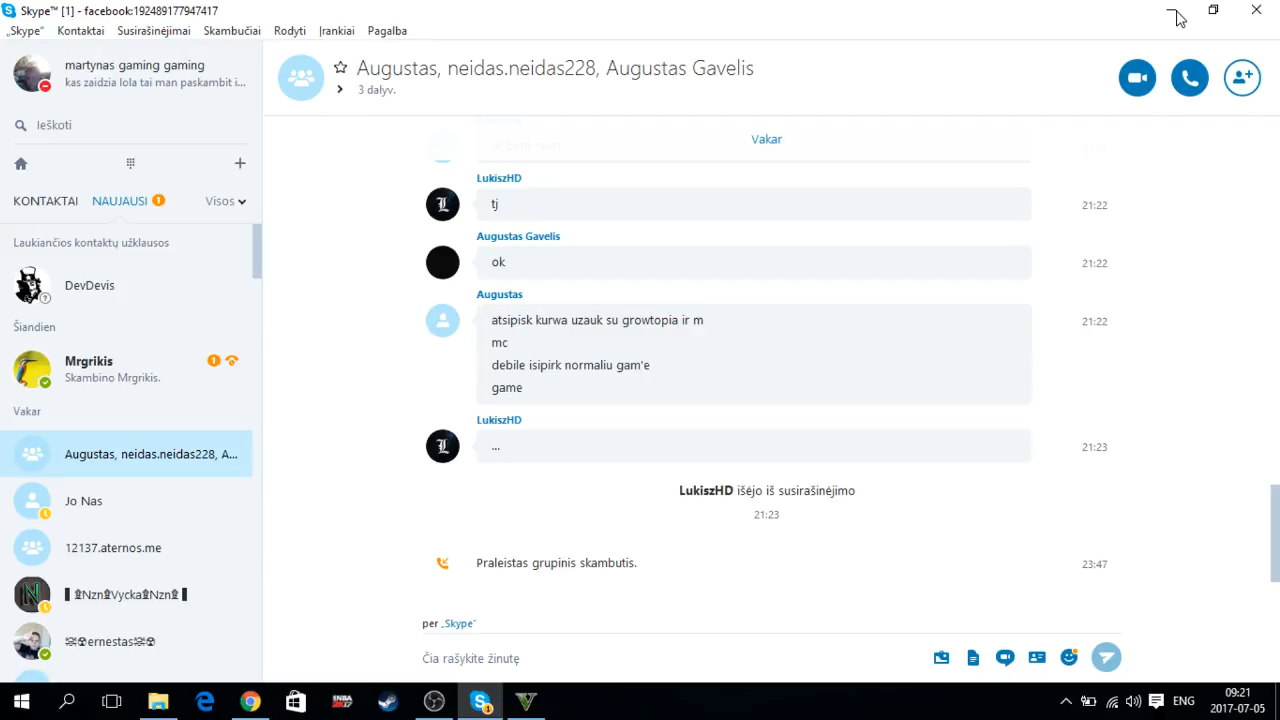 Skype™ [1] - facebook:192489177947417
„Skype“ Kontaktai Susirašinėjimai Skambučiai Rodyti Įrankiai Pagalba
martynas gaming gaming
kas zaidzia lola tai man paskambit i...
Ieškoti
KONTAKTAI NAUJAUSI 1 Visos
Laukiančios kontaktų užklausos
DevDevis
Šiandien
Mrgrikis
1
Skambino Mrgrikis.
Vakar
Augustas, neidas.neidas228, A...
Jo Nas
12137.aternos.me
ernestas
Augustas, neidas.neidas228, Augustas Gavelis
3 dalyv.
Vakar
LukiszHD
tj
21:22
Augustas Gavelis
ok
21:22
Augustas
atsipisk kurwa uzauk su growtopia ir m
21:22
mc
debile isipirk normaliu gam'e
game
LukiszHD
...
21:23
LukiszHD išėjo iš susirašinėjimo
21:23
Praleistas grupinis skambutis.
23:47
per „Skype“
Čia rašykite žinutę
ENG
09:21
2017-07-05